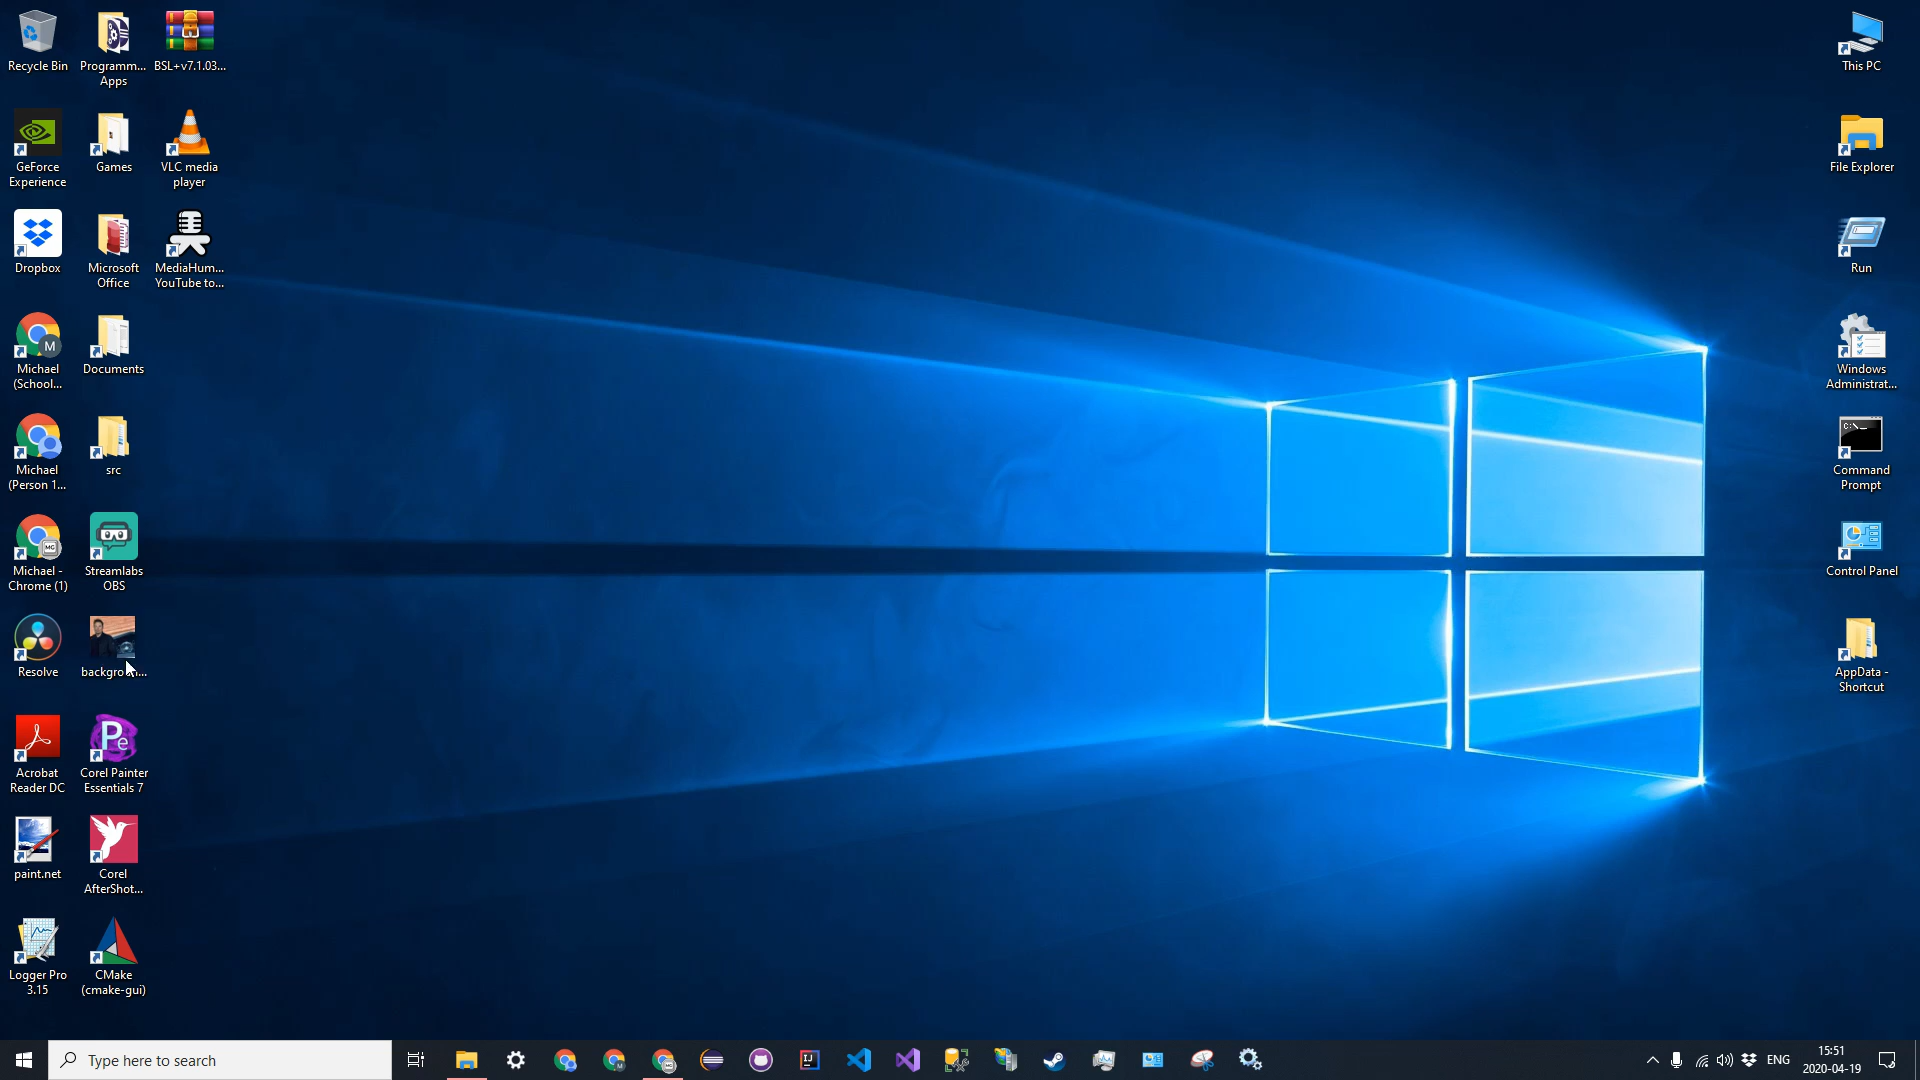 Recycle Bin
Programm...
Apps
BSL+v7.1.03...
GeForce
Experience
Games
VLC media
player
Dropbox
Microsoft
Office
MediaHum...
YouTube to...
Michael
(School...
Documents
Michael
(Person 1...
src
Michael -
Chrome (1)
Streamlabs
OBS
Resolve
Acrobat
Reader DC
Corel Painter
Essentials 7
paint.net
Corel
AfterShot...
Logger Pro
3.15
CMake
(cmake-gui)
This PC
File Explorer
Run
Windows
Administrat...
Command
Prompt
Control Panel
AppData -
Shortcut
Type here to search
ENG
15:51
2020-04-19